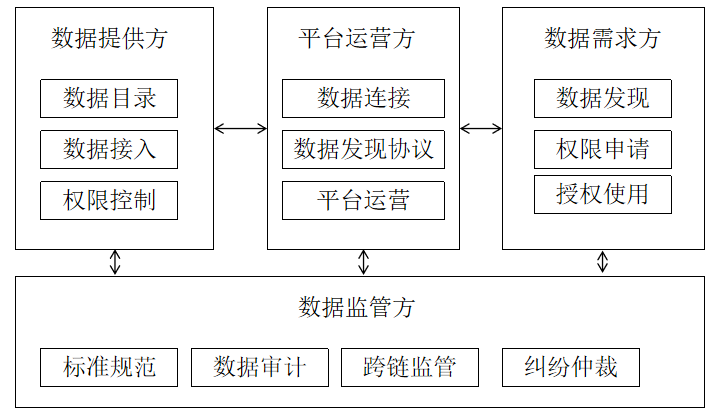 数据提供方
数据目录
数据接入
权限控制
平台运营方
数据连接
数据发现协议
平台运营
数据需求方
数据发现
权限申请
授权使用
数据监管方
标准规范
数据审计
跨链监管
纠纷仲裁